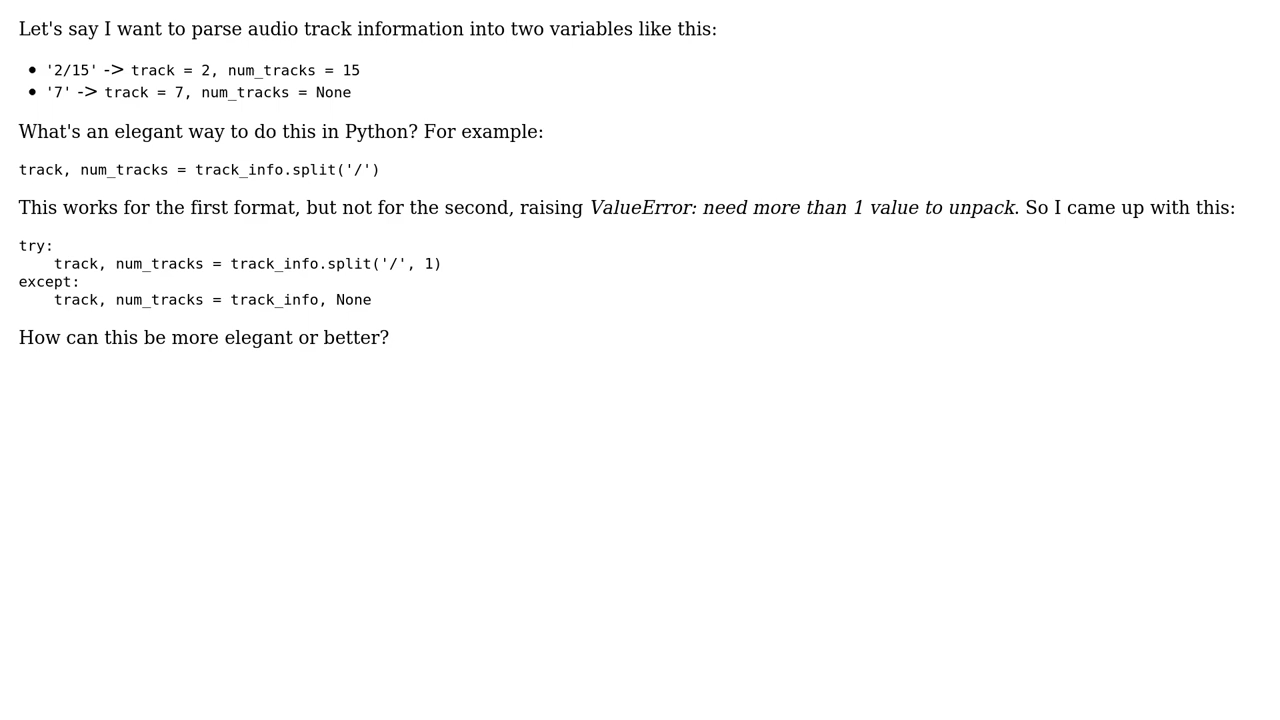 Let's say I want to parse audio track information into two variables like this:
• '2/15' -> track = 2, num_tracks = 15
• '7' -> track = 7, num_tracks = None
What's an elegant way to do this in Python? For example:
track, num_tracks = track_info.split('/')
This works for the first format, but not for the second, raising ValueError: need more than 1 value to unpack. So I came up with this:
try:
    track, num_tracks = track_info.split('/', 1)
except:
    track, num_tracks = track_info, None
How can this be more elegant or better?